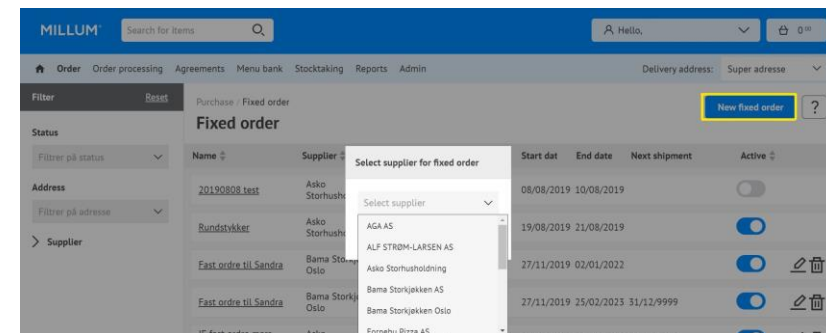 MILLUM
Search for items
Hello,
0 00
Order Order processing Agreements Menu bank Stocktaking Reports Admin
Delivery address: Super adresse
Filter Reset
Purchase / Fixed order
New fixed order ?
Fixed order
Status
Filtrer på status
Name Supplier Select supplier for fixed order Start dat End date Next shipment Active
Address
20190808 test Asko
Storhusho
08/08/2019 10/08/2019
Select supplier
Filtrer på adresse
Rundstykker Asko
Storhusho
AGA AS
19/08/2019 21/08/2019
Supplier
ALF STRØM-LARSEN AS
Fast ordre til Sandra Bama Stork
Oslo
Asko Storhusholdning
27/11/2019 02/01/2022
Bama Storkjøkken AS
Fast ordre til Sandra Bama Storkj
Oslo
Bama Storkjøkken Oslo
27/11/2019 25/02/2023 31/12/9999
Fornebu Pizza AS